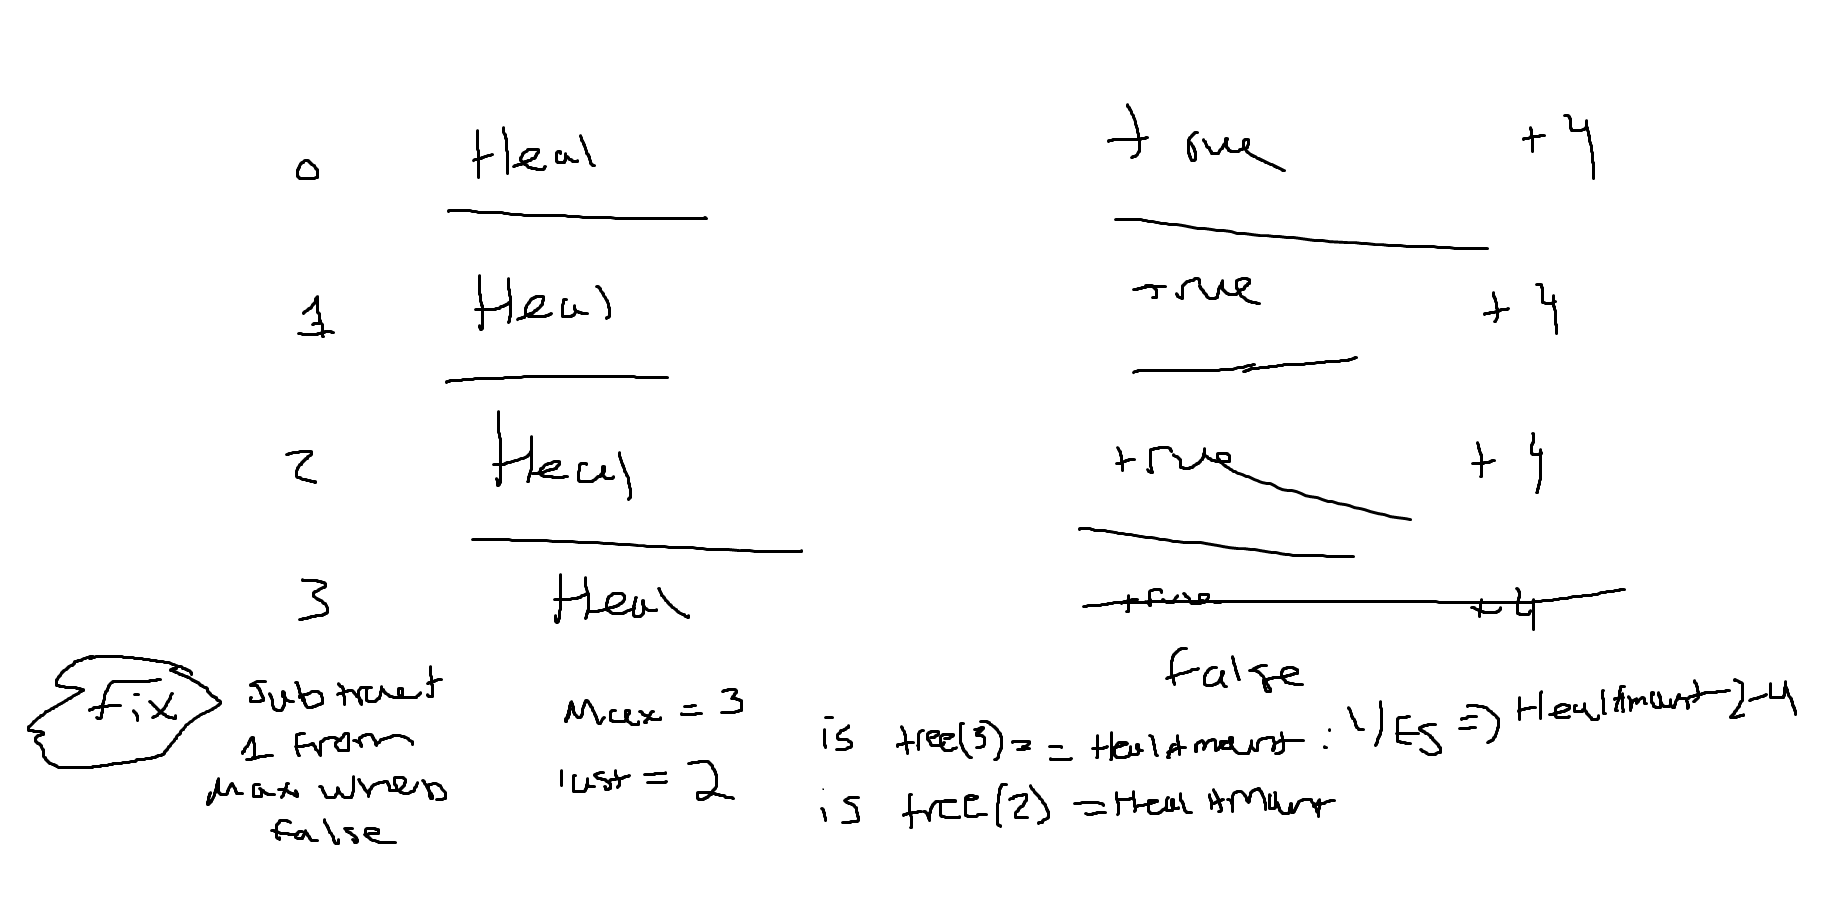 0 Heal true +4
1 Heal true +4
2 Heal true +4
3 Heal true +4
false
fix
subtract
1 from
max when
false
Max = 3
last = 2
is tree(3) == HealAmount : YES => HealAmount -= 4
is tree(2) = HealAmount